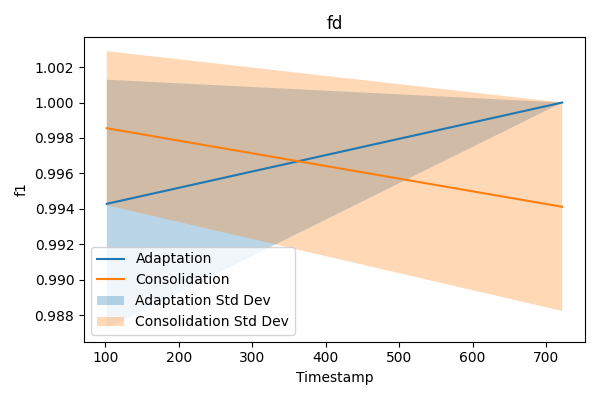 fd
1.002
1.000
0.998
0.996
0.994
0.992
0.990
0.988
f1
Adaptation
Consolidation
Adaptation Std Dev
Consolidation Std Dev
100 200 300 400 500 600 700
Timestamp